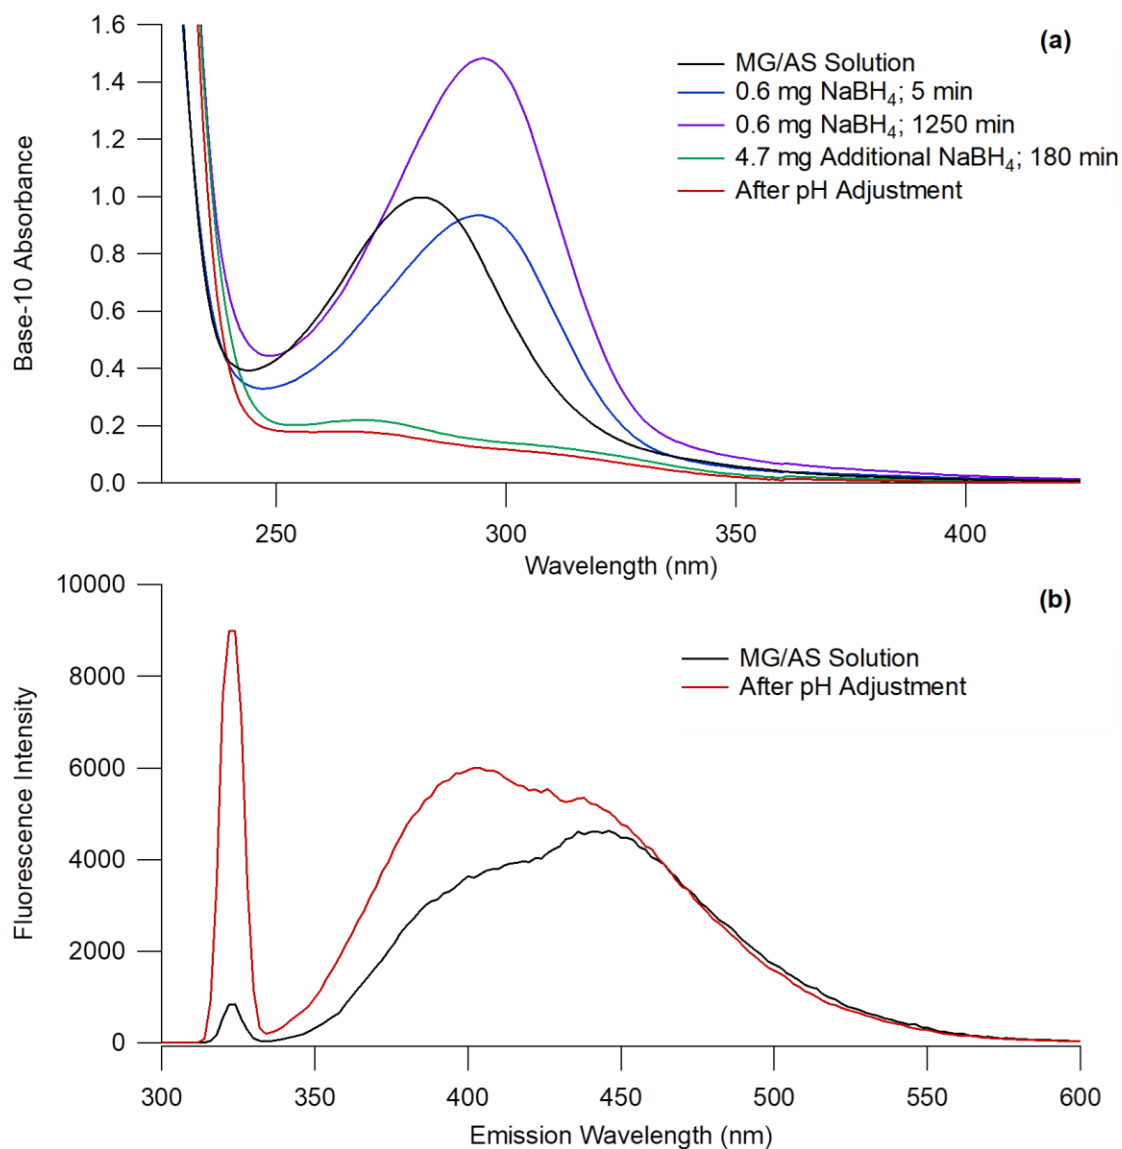 (a)
MG/AS Solution
0.6 mg NaBH₄; 5 min
0.6 mg NaBH₄; 1250 min
4.7 mg Additional NaBH₄; 180 min
After pH Adjustment
Base-10 Absorbance
1.6
1.4
1.2
1.0
0.8
0.6
0.4
0.2
0.0
250 300 350 400
Wavelength (nm)
(b)
MG/AS Solution
After pH Adjustment
Fluorescence Intensity
10000
8000
6000
4000
2000
0
300 350 400 450 500 550 600
Emission Wavelength (nm)